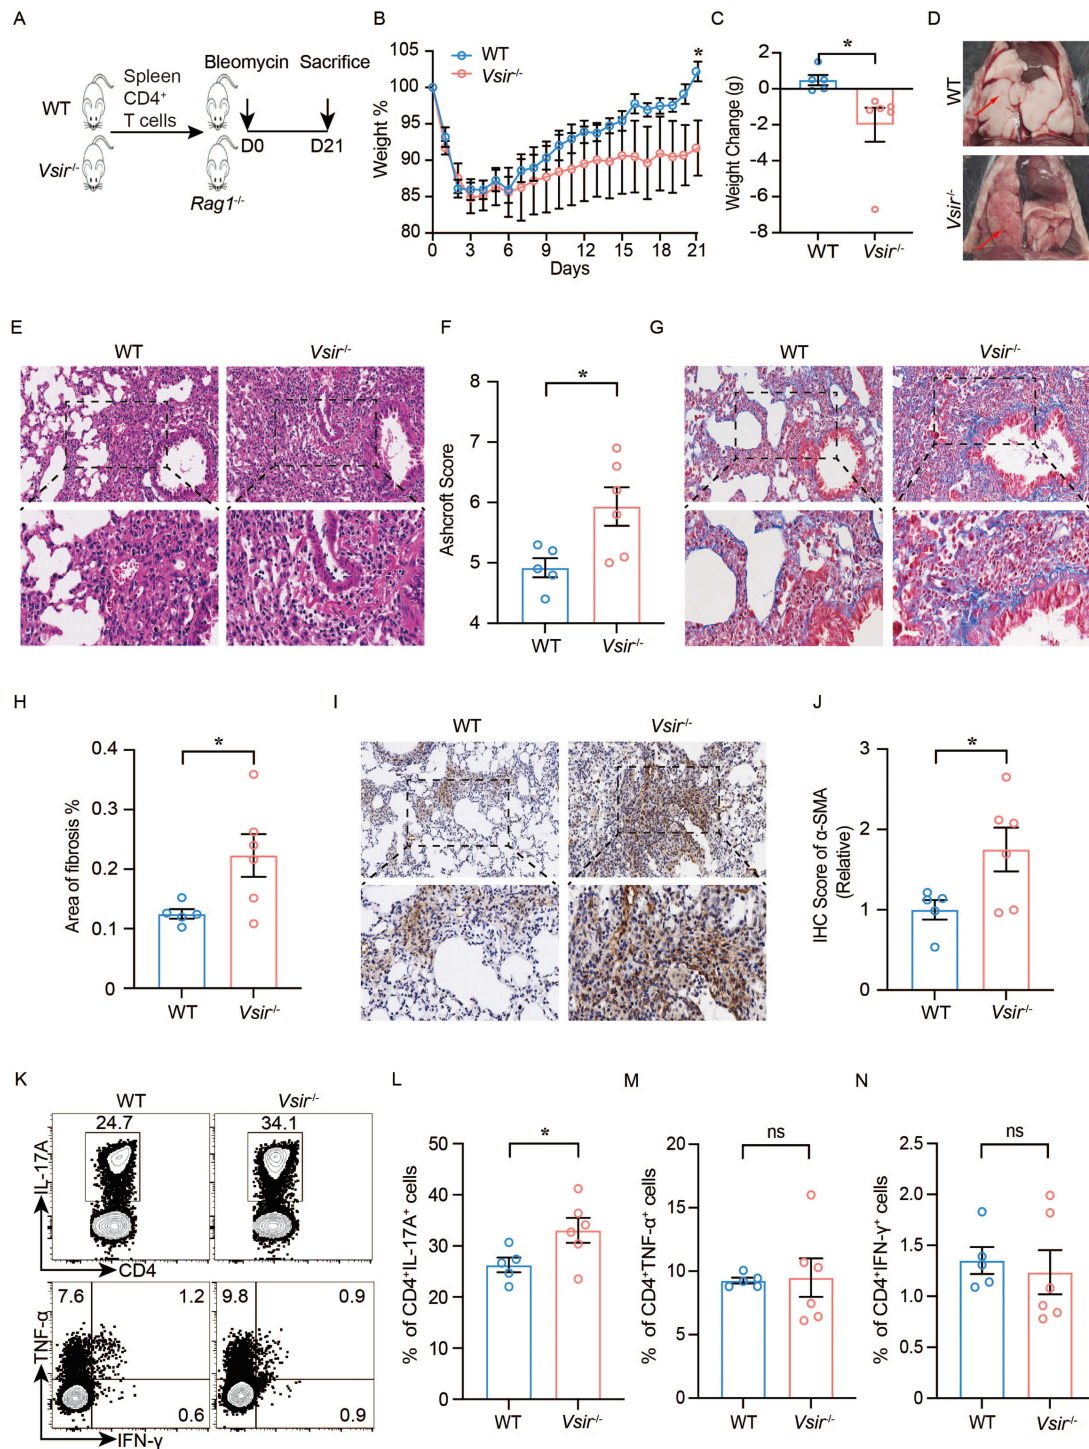 A
WT
Vsir-/-
Spleen
CD4+
T cells
Bleomycin
Sacrifice
D0
D21
Rag1-/-
B
WT
Vsir-/-
*
Weight %
105
100
95
90
85
80
0 3 6 9 12 15 18 21
Days
C
*
Weight Change (g)
2
0
-2
-4
-6
-8
WT Vsir-/-
D
WT
Vsir-/-
E
WT Vsir-/-
F
*
Ashcroft Score
8
7
6
5
4
WT Vsir-/-
G
WT Vsir-/-
H
*
Area of fibrosis %
0.4
0.3
0.2
0.1
0
WT Vsir-/-
I
WT Vsir-/-
J
*
IHC Score of α-SMA
(Relative)
3
2
1
0
WT Vsir-/-
K
WT Vsir-/-
24.7 34.1
IL-17A
CD4
7.6 1.2 9.8 0.9
0.6 0.9
TNF-α
IFN-γ
L
*
% of CD4+IL-17A+ cells
50
40
30
20
10
0
WT Vsir-/-
M
ns
% of CD4+TNF-α+ cells
20
15
10
5
0
WT Vsir-/-
N
ns
% of CD4+IFN-γ+ cells
2.5
2.0
1.5
1.0
0.5
0
WT Vsir-/-